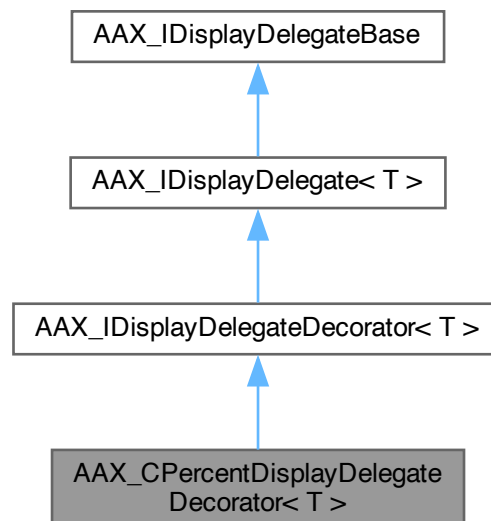 AAX_IDisplayDelegateBase
AAX_IDisplayDelegate< T >
AAX_IDisplayDelegateDecorator< T >
AAX_CPercentDisplayDelegate
Decorator< T >